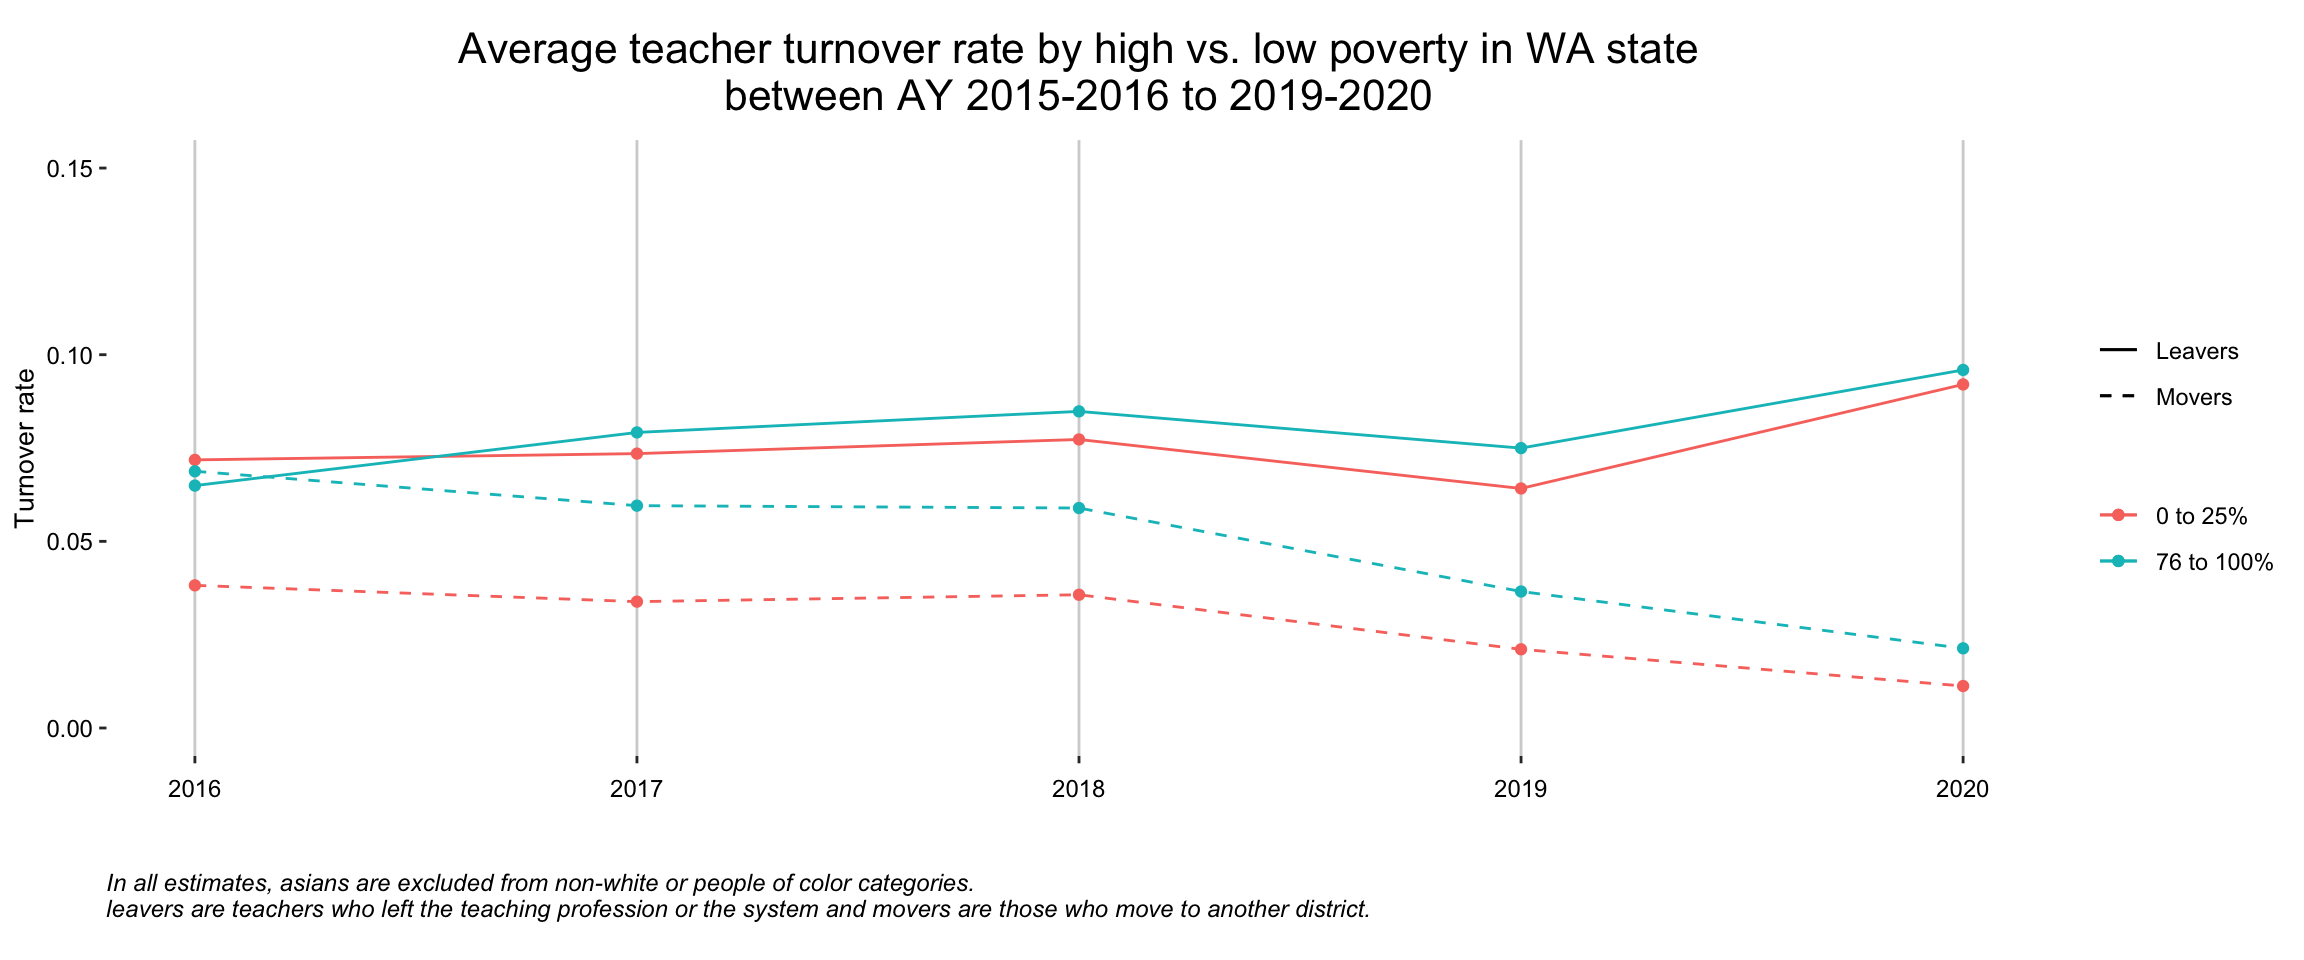 Average teacher turnover rate by high vs. low poverty in WA state
between AY 2015-2016 to 2019-2020
Turnover rate
0.15
0.10
0.05
0.00
2016
2017
2018
2019
2020
Leavers
Movers
0 to 25%
76 to 100%
In all estimates, asians are excluded from non-white or people of color categories.
leavers are teachers who left the teaching profession or the system and movers are those who move to another district.